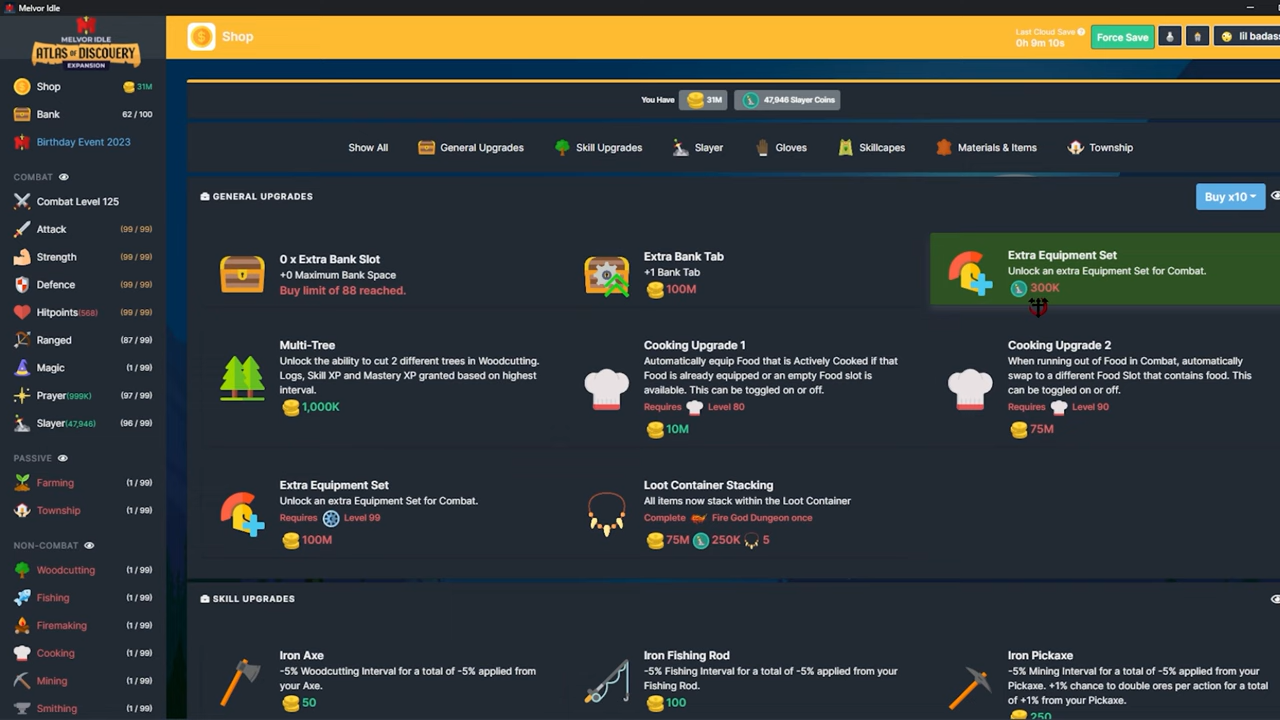 Melvor Idle
MELVOR IDLE
ATLAS OF DISCOVERY
EXPANSION
Shop
Last Cloud Save
0h 9m 10s
Force Save
lil badass
Shop 31M
Bank 62 / 100
Birthday Event 2023
COMBAT
Combat Level 125
Attack (99 / 99)
Strength (99 / 99)
Defence (99 / 99)
Hitpoints(568) (99 / 99)
Ranged (87 / 99)
Magic (1 / 99)
Prayer(999K) (97 / 99)
Slayer(47,946) (96 / 99)
PASSIVE
Farming (1 / 99)
Township (1 / 99)
NON-COMBAT
Woodcutting (1 / 99)
Fishing (1 / 99)
Firemaking (1 / 99)
Cooking (1 / 99)
Mining (1 / 99)
Smithing (1 / 99)
You Have 31M 47,946 Slayer Coins
Show All General Upgrades Skill Upgrades Slayer Gloves Skillcapes Materials & Items Township
GENERAL UPGRADES
Buy x10
0 x Extra Bank Slot
+0 Maximum Bank Space
Buy limit of 88 reached.
Extra Bank Tab
+1 Bank Tab
100M
Extra Equipment Set
Unlock an extra Equipment Set for Combat.
300K
Multi-Tree
Unlock the ability to cut 2 different trees in Woodcutting.
Logs, Skill XP and Mastery XP granted based on highest
interval.
1,000K
Cooking Upgrade 1
Automatically equip Food that is Actively Cooked if that
Food is already equipped or an empty Food slot is
available. This can be toggled on or off.
Requires Level 80
10M
Cooking Upgrade 2
When running out of Food in Combat, automatically
swap to a different Food Slot that contains food. This
can be toggled on or off.
Requires Level 90
75M
Extra Equipment Set
Unlock an extra Equipment Set for Combat.
Requires Level 99
100M
Loot Container Stacking
All items now stack within the Loot Container
Complete Fire God Dungeon once
75M 250K 5
SKILL UPGRADES
Iron Axe
-5% Woodcutting Interval for a total of -5% applied from
your Axe.
50
Iron Fishing Rod
-5% Fishing Interval for a total of -5% applied from your
Fishing Rod.
100
Iron Pickaxe
-5% Mining Interval for a total of -5% applied from your
Pickaxe. +1% chance to double ores per action for a total
of +1% from your Pickaxe.
250